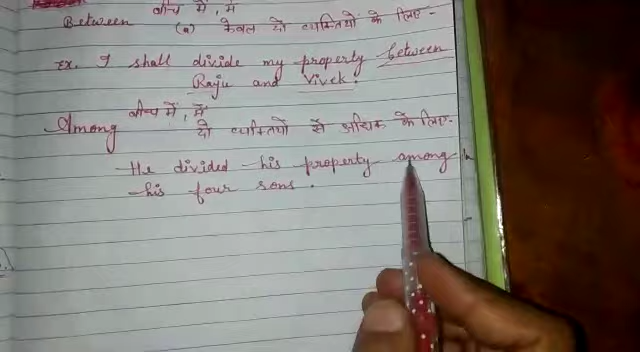 बीच में, में
Between
(a) केवल दो व्यक्तियों के लिए -
Ex. I shall divide my property between
Raju and Vivek.
बीच में, में
Among
दो व्यक्तियों से अधिक के लिए -
He divided his property among
his four sons.